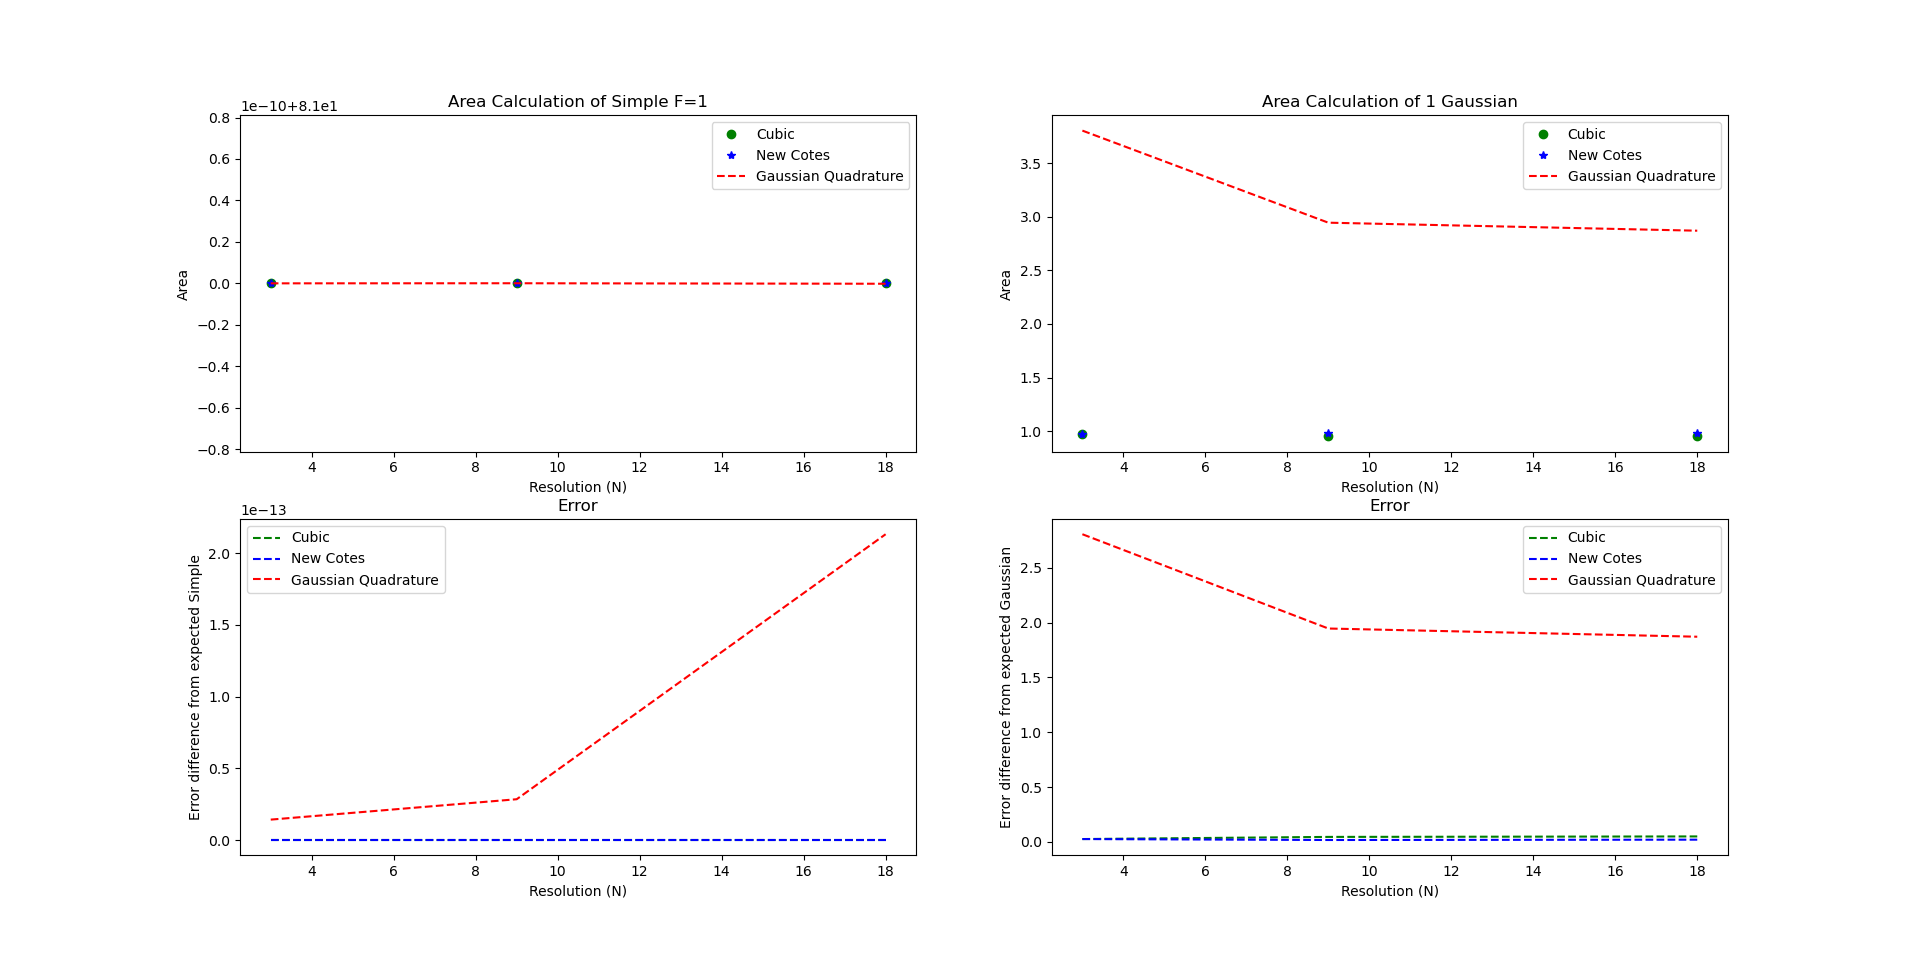 Area Calculation of Simple F=1
1e−10+8.1e1
0.8
0.6
0.4
0.2
0.0
−0.2
−0.4
−0.6
−0.8
Area
4 6 8 10 12 14 16 18
Resolution (N)
Cubic
New Cotes
Gaussian Quadrature
Area Calculation of 1 Gaussian
3.5
3.0
2.5
2.0
1.5
1.0
Area
4 6 8 10 12 14 16 18
Resolution (N)
Cubic
New Cotes
Gaussian Quadrature
Error
1e−13
2.0
1.5
1.0
0.5
0.0
Error difference from expected Simple
4 6 8 10 12 14 16 18
Resolution (N)
Cubic
New Cotes
Gaussian Quadrature
Error
2.5
2.0
1.5
1.0
0.5
0.0
Error difference from expected Gaussian
4 6 8 10 12 14 16 18
Resolution (N)
Cubic
New Cotes
Gaussian Quadrature